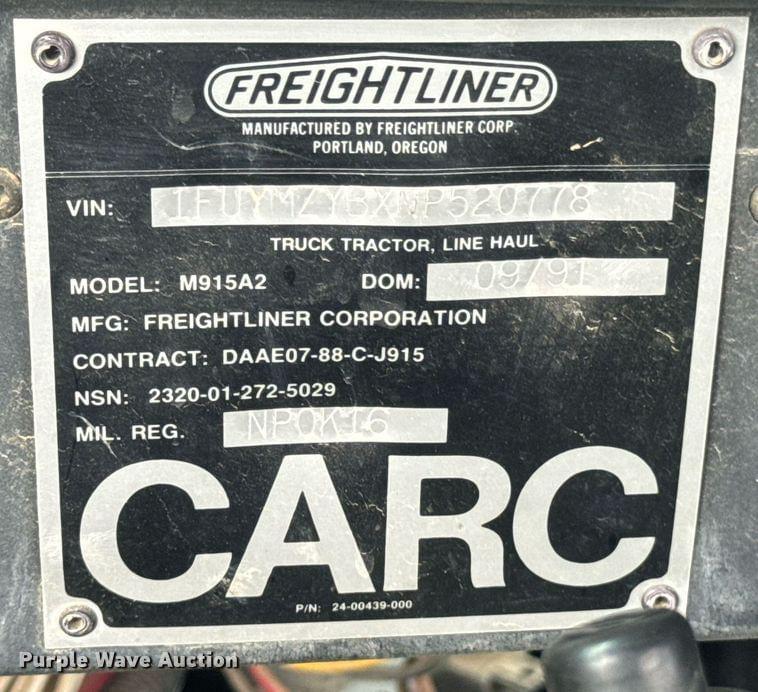 FREIGHTLINER
MANUFACTURED BY FREIGHTLINER CORP.
PORTLAND, OREGON
VIN: 1FUYMZYBXNP520778
TRUCK TRACTOR, LINE HAUL
MODEL: M915A2 DOM: 09/91
MFG: FREIGHTLINER CORPORATION
CONTRACT: DAAE07-88-C-J915
NSN: 2320-01-272-5029
MIL. REG. NP0K16
CARC
P/N: 24-00439-000
Purple Wave Auction